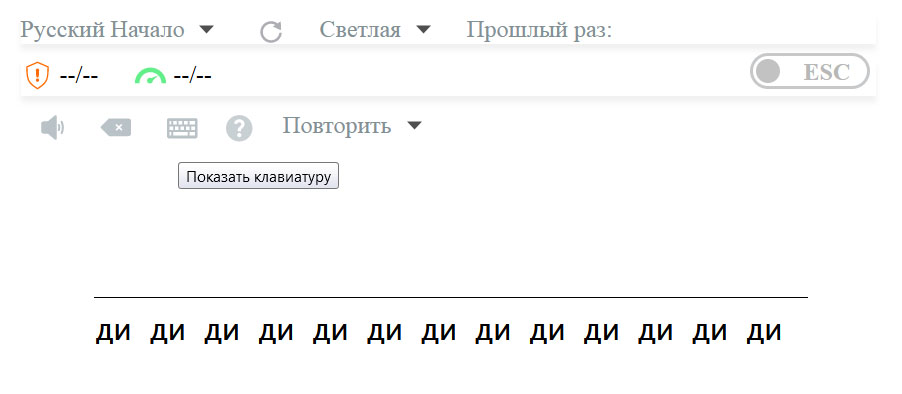 Русский Начало Светлая Прошлый раз:
--/-- --/-- ESC
Повторить
Показать клавиатуру
ди ди ди ди ди ди ди ди ди ди ди ди ди